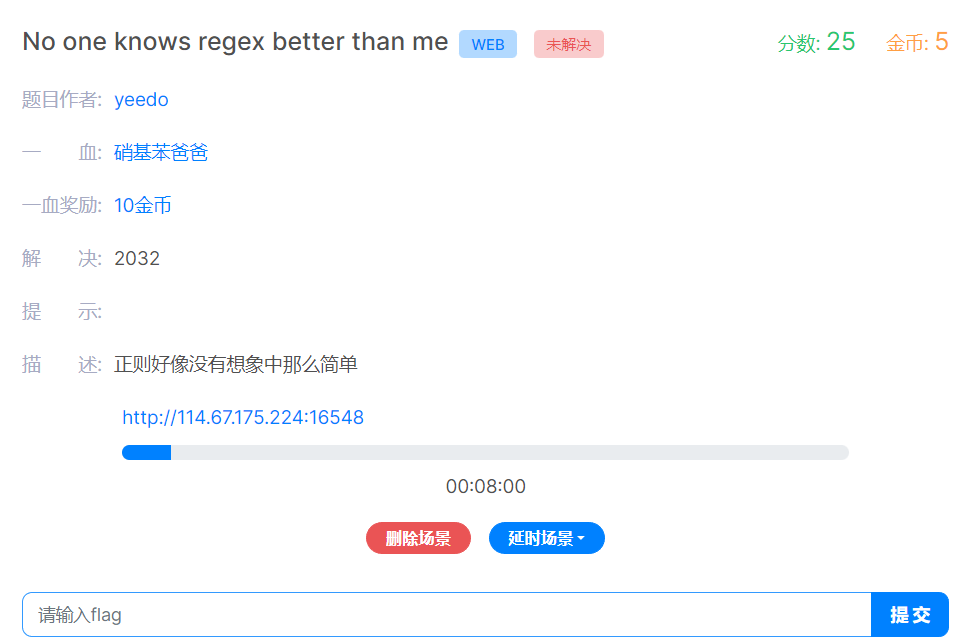 No one knows regex better than me WEB 未解决 分数: 25 金币: 5
题目作者: yeedo
一 血: 硝基苯爸爸
一血奖励: 10金币
解 决: 2032
提 示:
描 述: 正则好像没有想象中那么简单
http://114.67.175.224:16548
00:08:00
删除场景 延时场景
请输入flag 提交